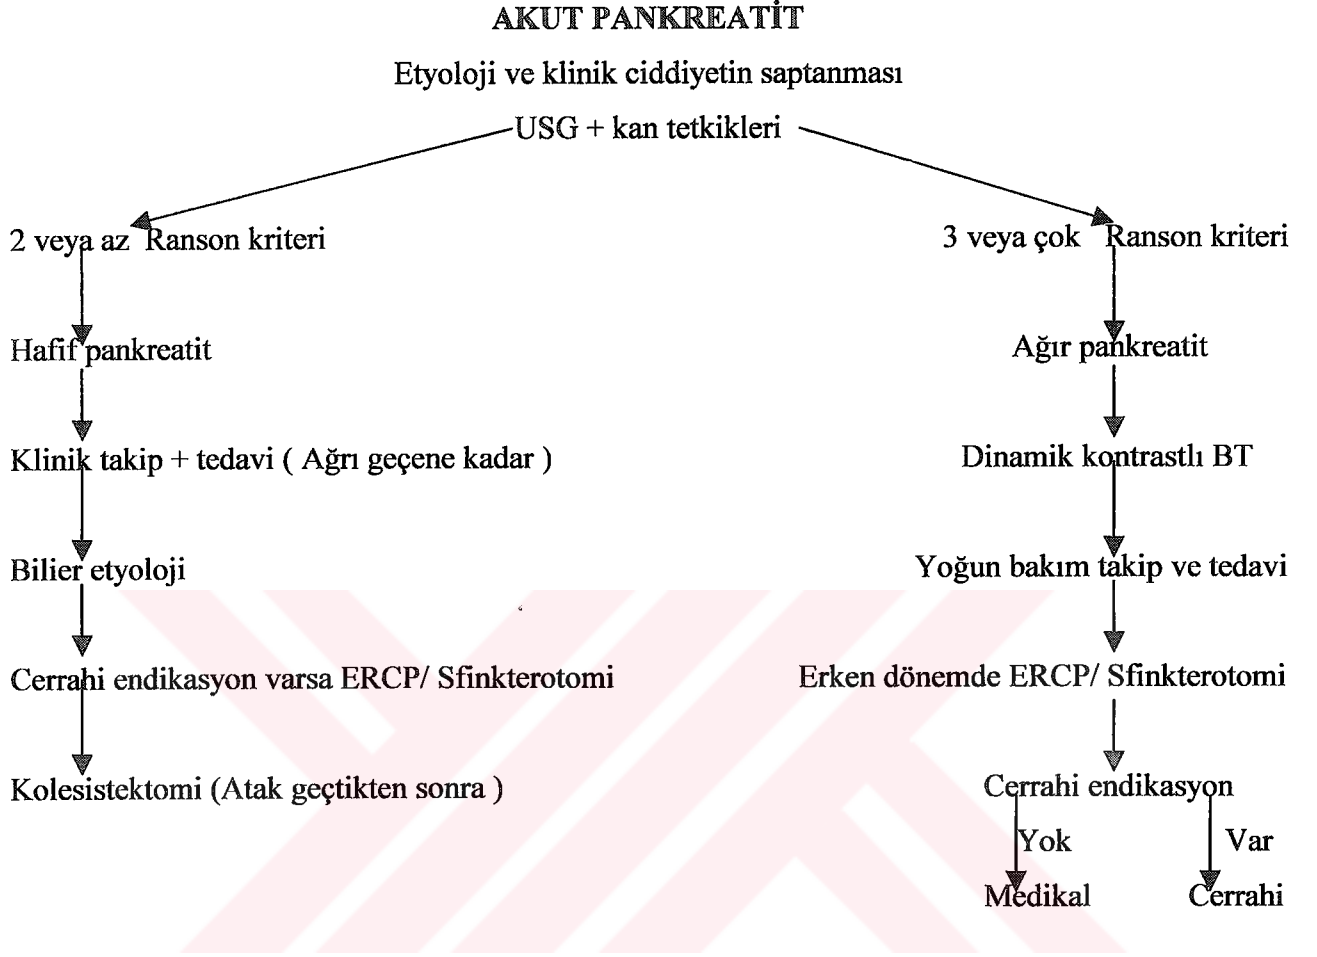 AKUT PANKREATİT
Etyoloji ve klinik ciddiyetin saptanması
USG + kan tetkikleri
2 veya az Ranson kriteri
Hafif pankreatit
Klinik takip + tedavi ( Ağrı geçene kadar )
Bilier etyoloji
Cerrahi endikasyon varsa ERCP/ Sfinkterotomi
Kolesistektomi (Atak geçtikten sonra )
3 veya çok Ranson kriteri
Ağır pankreatit
Dinamik kontrastlı BT
Yoğun bakım takip ve tedavi
Erken dönemde ERCP/ Sfinkterotomi
Cerrahi endikasyon
Yok
Var
Medikal
Cerrahi